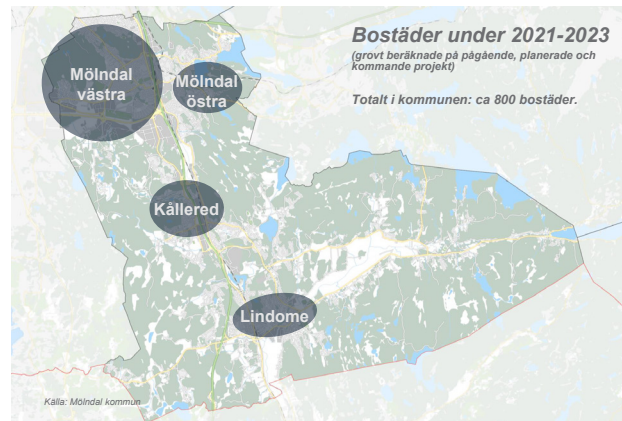 Bostäder under 2021-2023
(grovt beräknade på pågående, planerade och
kommande projekt)
Totalt i kommunen: ca 800 bostäder.
Mölndal
västra
Mölndal
östra
Kållered
Lindome
Källa: Mölndal kommun